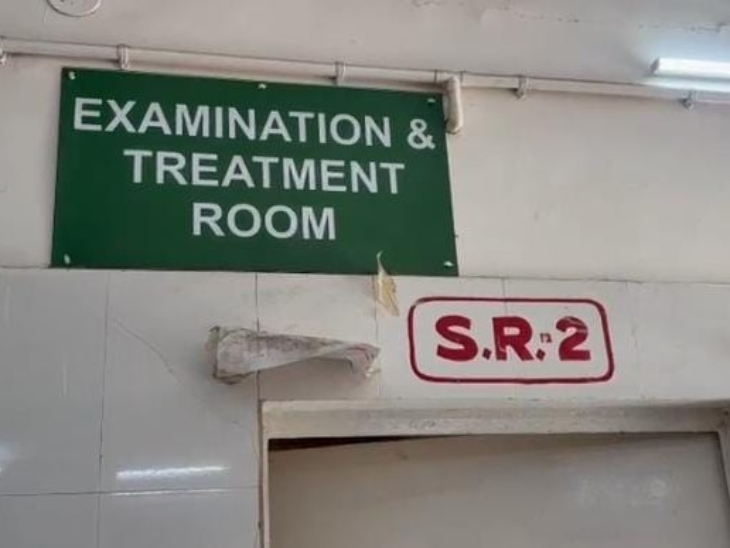 EXAMINATION &
TREATMENT
ROOM
S.R.2